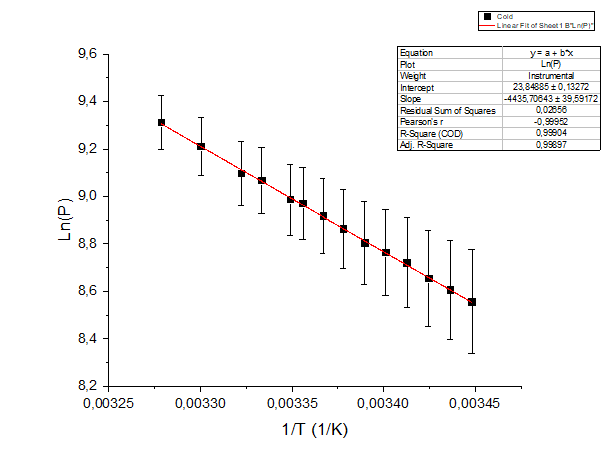 Cold
Linear Fit of Sheet1 B"Ln(P)"
Equation y = a + b*x
Plot Ln(P)
Weight Instrumental
Intercept 23,84885 ± 0,13272
Slope -4435,70643 ± 39,59172
Residual Sum of Squares 0,02656
Pearson's r -0,99952
R-Square (COD) 0,99904
Adj. R-Square 0,99897
9,6
9,4
9,2
9,0
8,8
8,6
8,4
8,2
Ln(P)
0,00325 0,00330 0,00335 0,00340 0,00345
1/T (1/K)